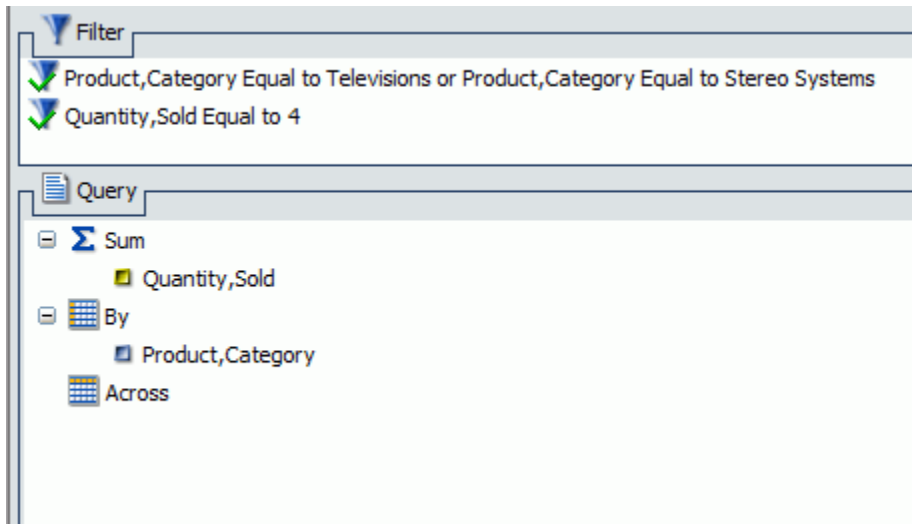 Filter
Product,Category Equal to Televisions or Product,Category Equal to Stereo Systems
Quantity,Sold Equal to 4
Query
Sum
Quantity,Sold
By
Product,Category
Across